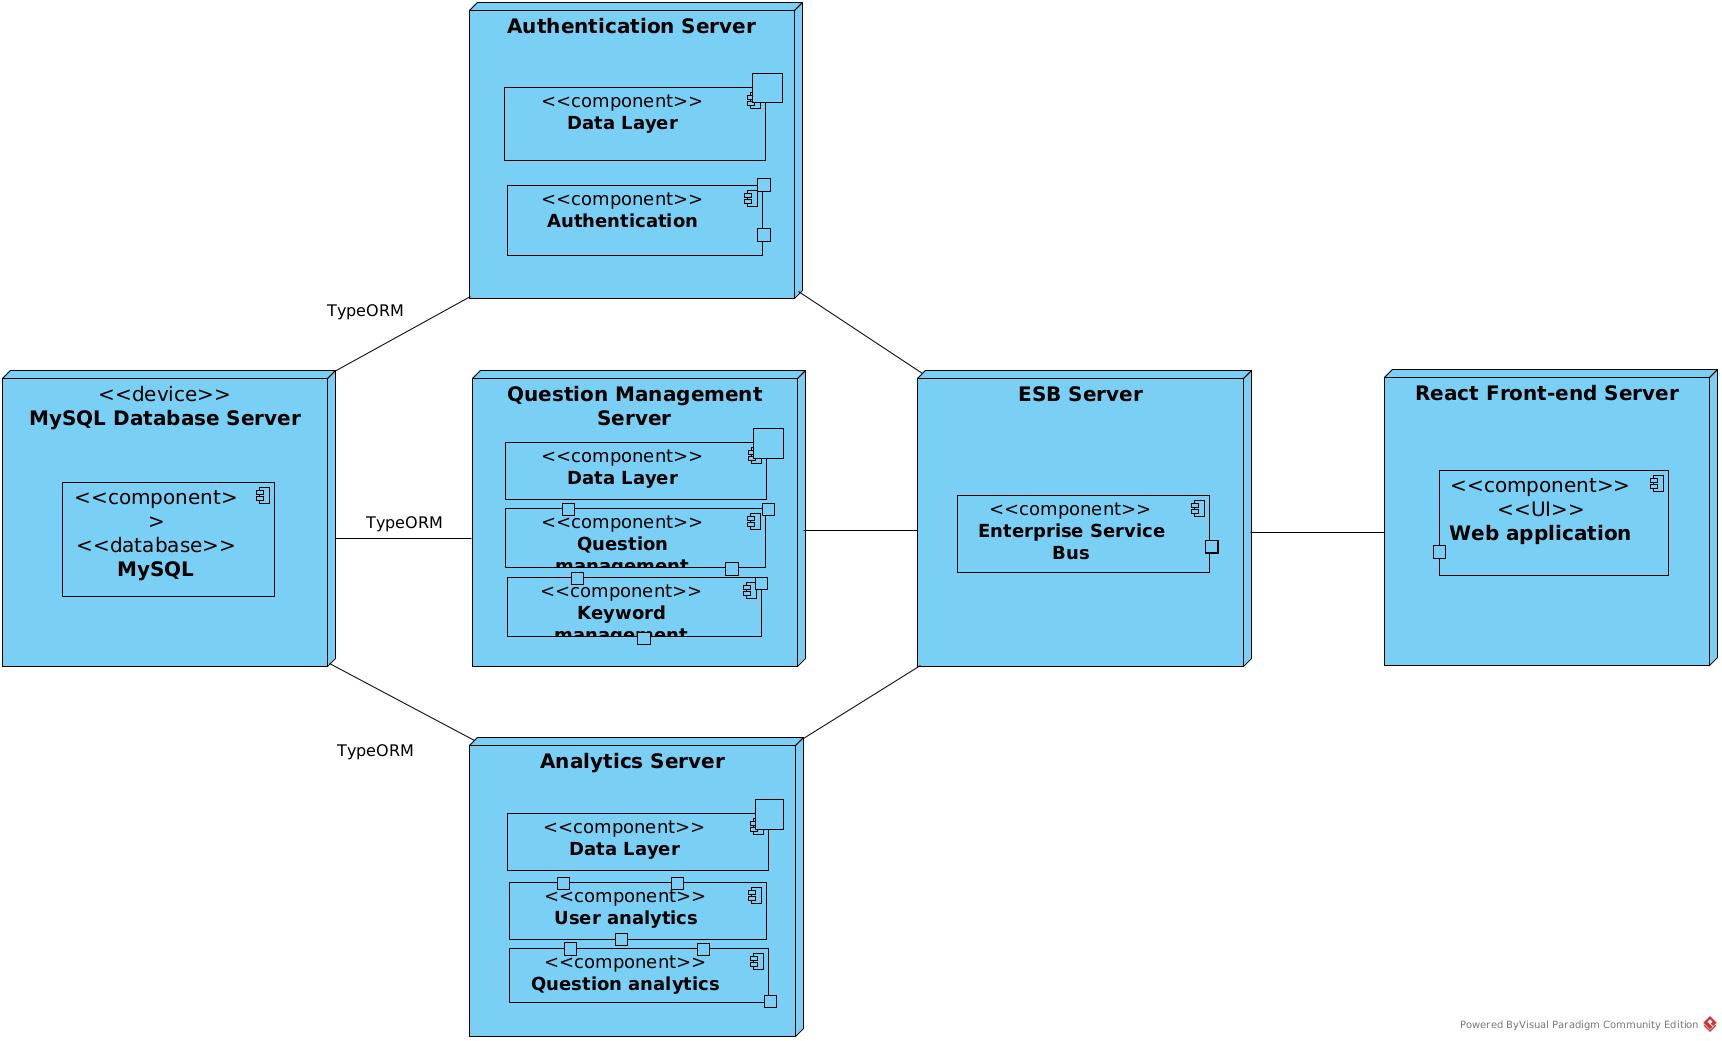 Authentication Server
<<component>>
Data Layer
<<component>>
Authentication
TypeORM
<<device>>
MySQL Database Server
<<component>
>
<<database>>
MySQL
TypeORM
Question Management
Server
<<component>>
Data Layer
<<component>>
Question
management
<<component>>
Keyword
management
ESB Server
<<component>>
Enterprise Service
Bus
React Front-end Server
<<component>>
<<UI>>
Web application
TypeORM
Analytics Server
<<component>>
Data Layer
<<component>>
User analytics
<<component>>
Question analytics
Powered ByVisual Paradigm Community Edition